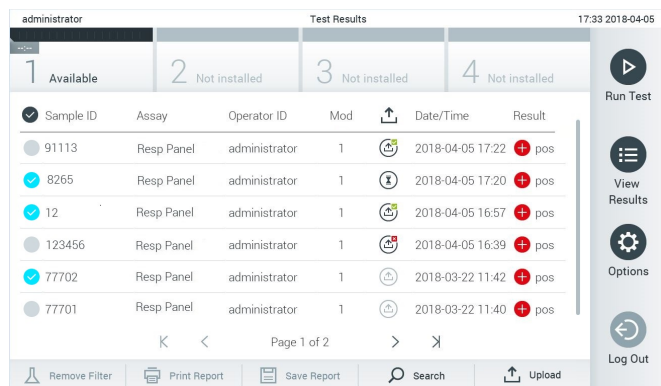 administrator Test Results 17:33 2018-04-05
--:--
1 Available 2 Not installed 3 Not installed 4 Not installed
Run Test
Sample ID Assay Operator ID Mod Date/Time Result
91113 Resp Panel administrator 1 2018-04-05 17:22 pos
8265 Resp Panel administrator 1 2018-04-05 17:20 pos
View
Results
12 Resp Panel administrator 1 2018-04-05 16:57 pos
123456 Resp Panel administrator 1 2018-04-05 16:39 pos
Options
77702 Resp Panel administrator 1 2018-03-22 11:42 pos
77701 Resp Panel administrator 1 2018-03-22 11:40 pos
Page 1 of 2
Log Out
Remove Filter Print Report Save Report Search Upload